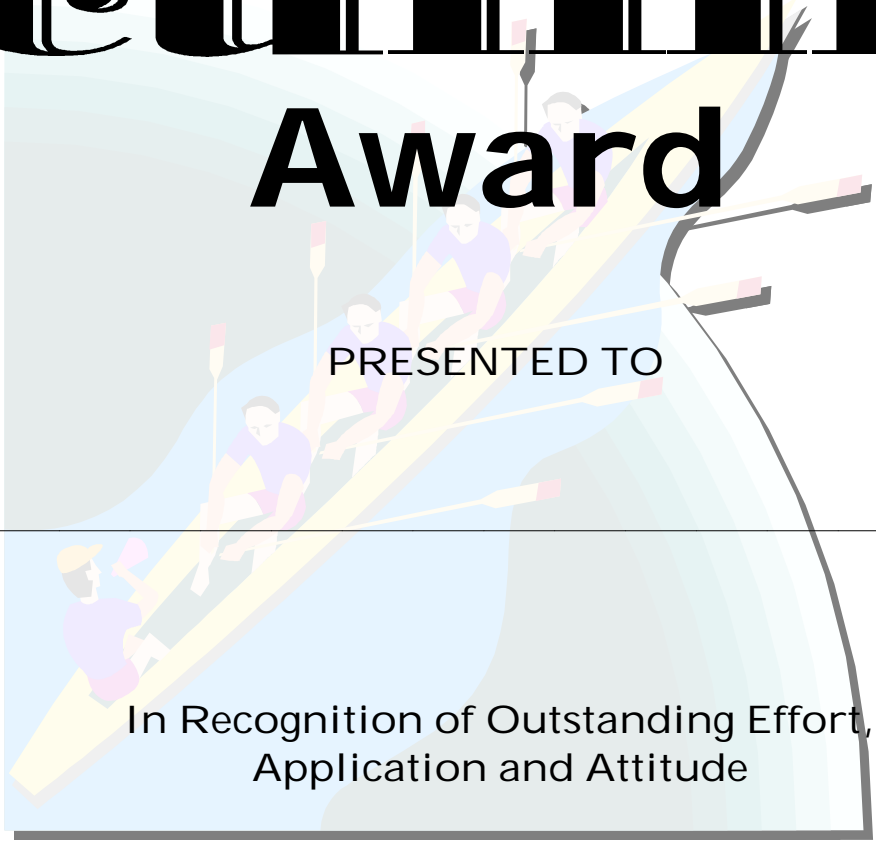 Award
PRESENTED TO
In Recognition of Outstanding Effort,
Application and Attitude